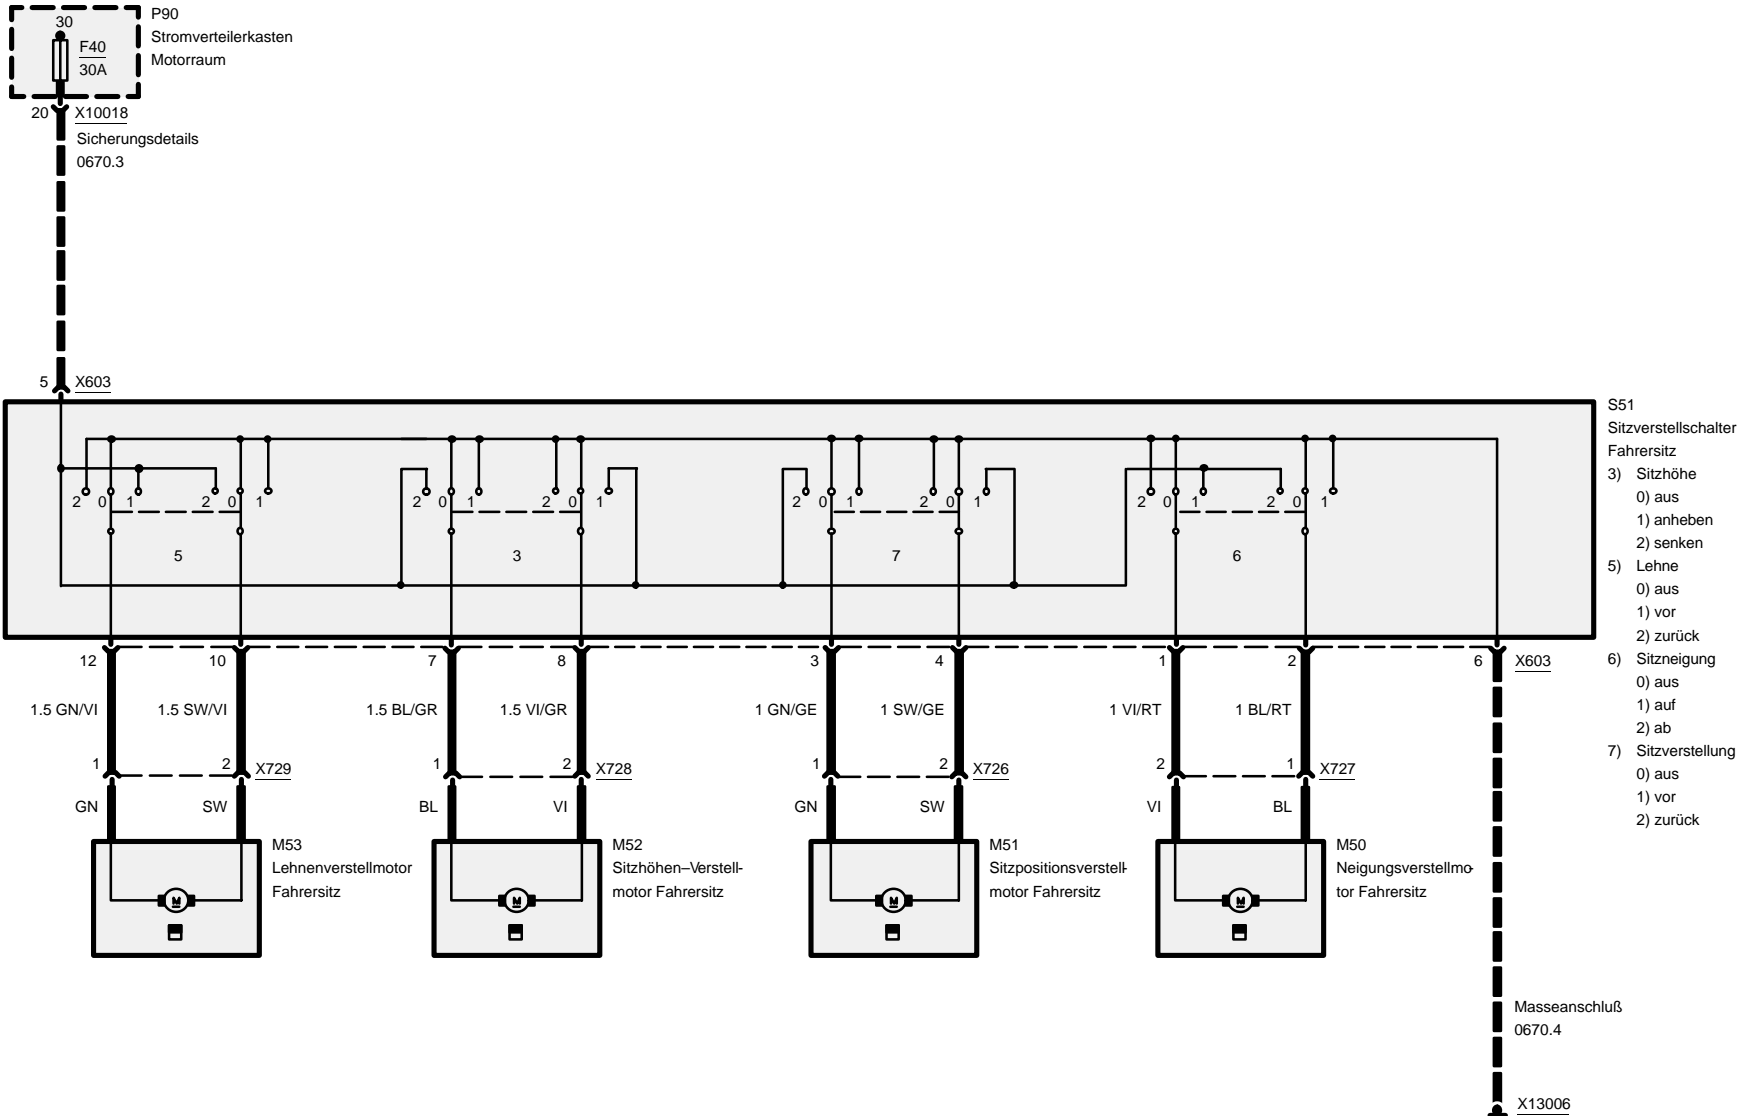 30
F40
30A
P90
Stromverteilerkasten
Motorraum
20
X10018
Sicherungsdetails
0670.3
5
X603
2 0 1 2 0 1
5
2 0 1 2 0 1
3
2 0 1 2 0 1
7
2 0 1 2 0 1
6
S51
Sitzverstellschalter
Fahrersitz
3) Sitzhöhe
0) aus
1) anheben
2) senken
5) Lehne
0) aus
1) vor
2) zurück
6) Sitzneigung
0) aus
1) auf
2) ab
7) Sitzverstellung
0) aus
1) vor
2) zurück
12 10 7 8 3 4 1 2 6 X603
1.5 GN/VI 1.5 SW/VI 1.5 BL/GR 1.5 VI/GR 1 GN/GE 1 SW/GE 1 VI/RT 1 BL/RT
1 2 X729 1 2 X728 1 2 X726 2 1 X727
GN SW BL VI GN SW VI BL
M53
Lehnenverstellmotor
Fahrersitz
M
M52
Sitzhöhen–Verstell-
motor Fahrersitz
M
M51
Sitzpositionsverstell-
motor Fahrersitz
M
M50
Neigungsverstellmo-
tor Fahrersitz
M
Masseanschluß
0670.4
X13006